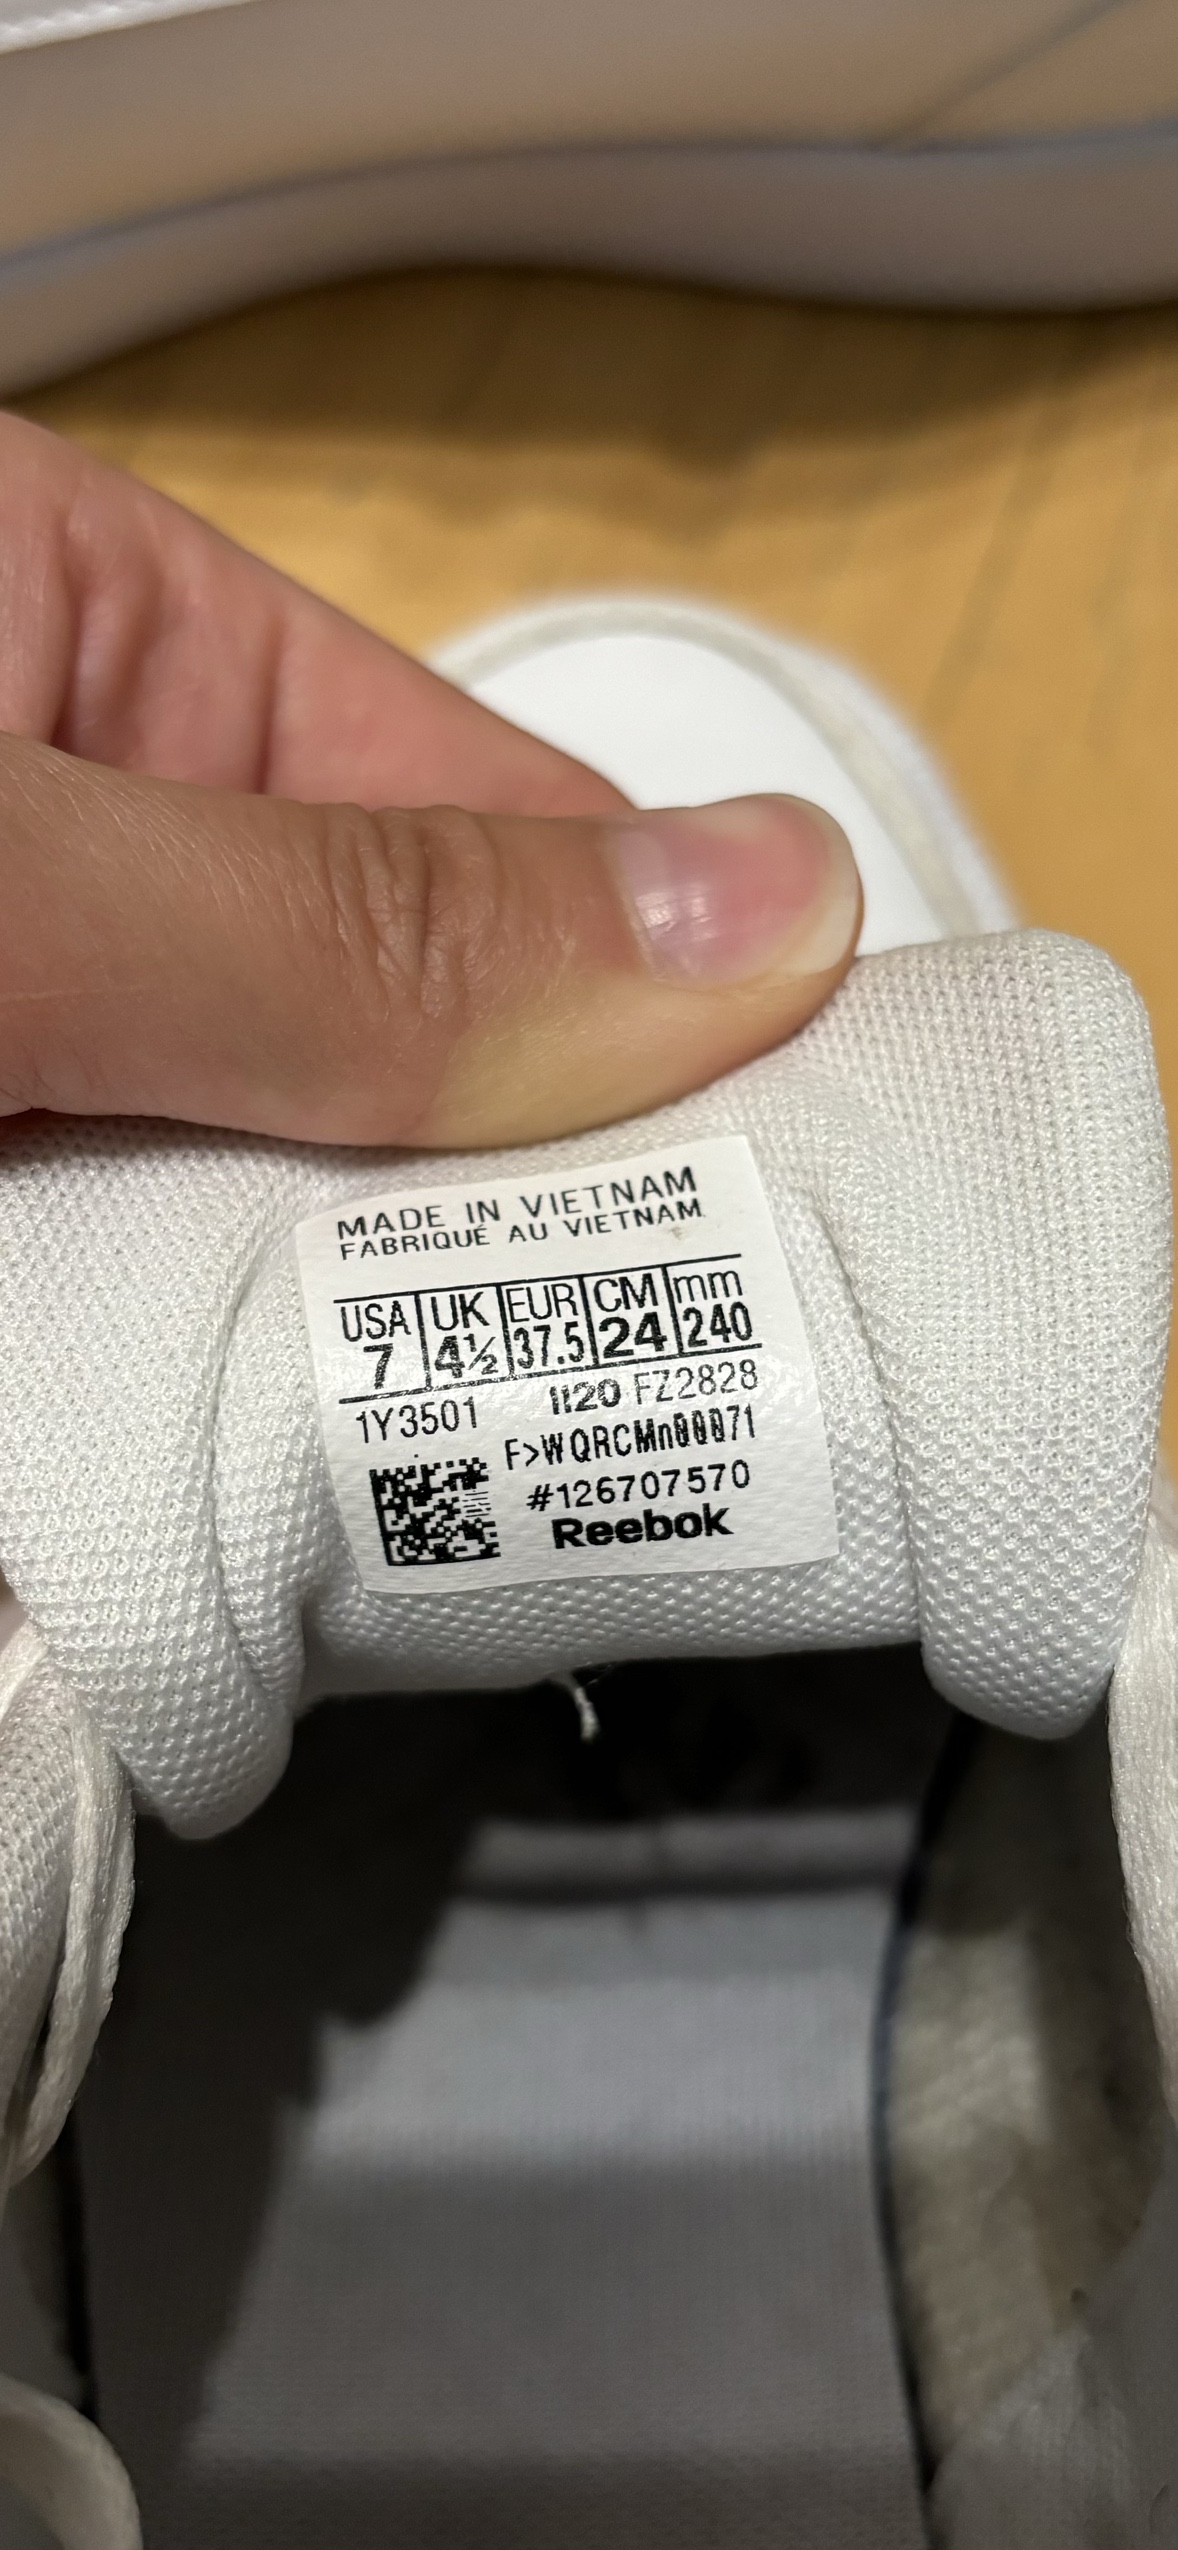 MADE IN VIETNAM
FABRIQUÉ AU VIETNAM
USA UK EUR CM mm
7 4½ 37.5 24 240
1Y3501 1120 FZ2828
#126707570
Reebok